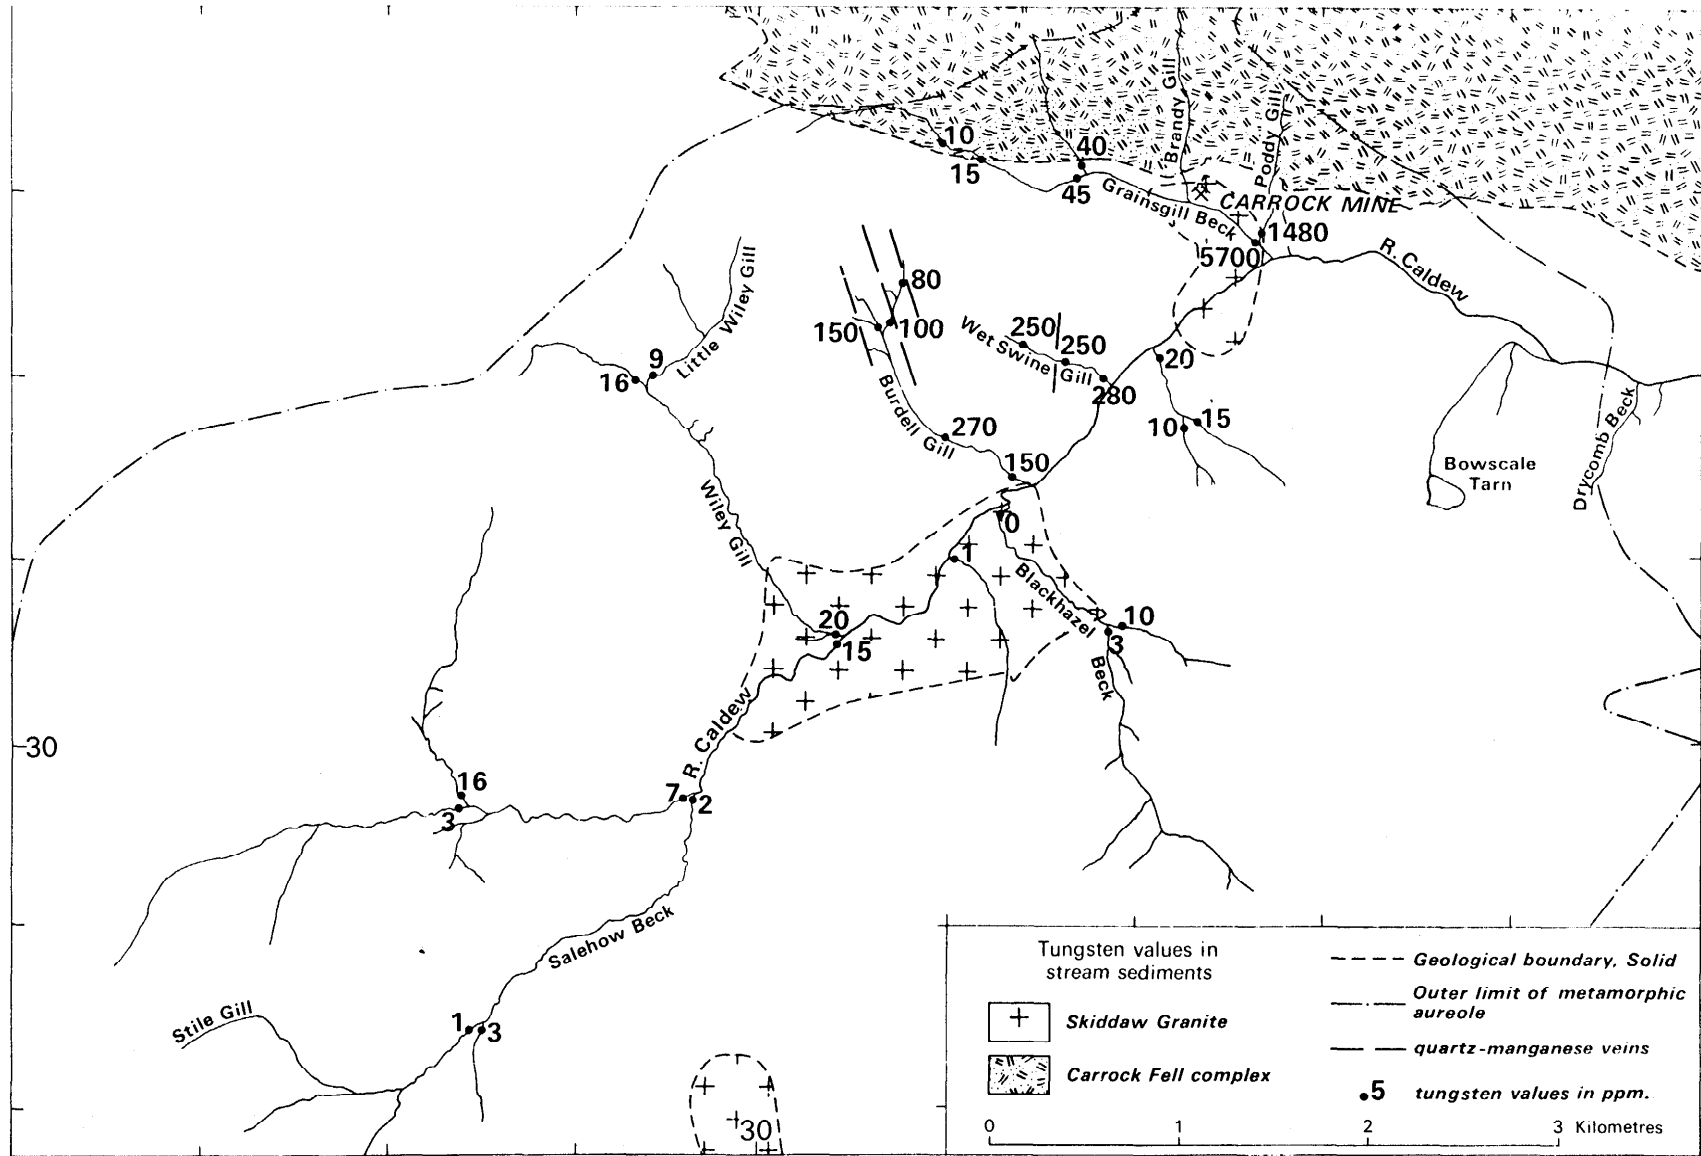 Brandy Gill
Poddy Gill
10
15
40
45
Grainsgill Beck
CARROCK MINE
1480
5700
R. Caldew
Little Wiley Gill
80
100
150
Wet Swine Gill
250
250
280
20
10
15
9
16
Burdell Gill
270
150
Bowscale
Tarn
Drycomb Beck
Wiley Gill
0
1
Blackhazel
Beck
10
3
20
15
30
R. Caldew
16
3
7
2
Salehow Beck
Stile Gill
1
3
30
Tungsten values in
stream sediments
Skiddaw Granite
Carrock Fell complex
Geological boundary, Solid
Outer limit of metamorphic
aureole
quartz-manganese veins
5 tungsten values in ppm.
0 1 2 3 Kilometres